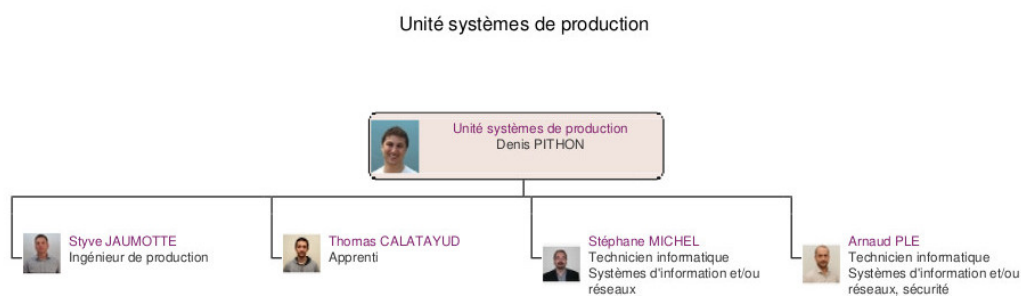 Unité systèmes de production
Unité systèmes de production
Denis PITHON
Styve JAUMOTTE
Ingénieur de production
Thomas CALATAYUD
Apprenti
Stéphane MICHEL
Technicien informatique
Systèmes d'information et/ou
réseaux
Arnaud PLE
Technicien informatique
Systèmes d'information et/ou
réseaux, sécurité